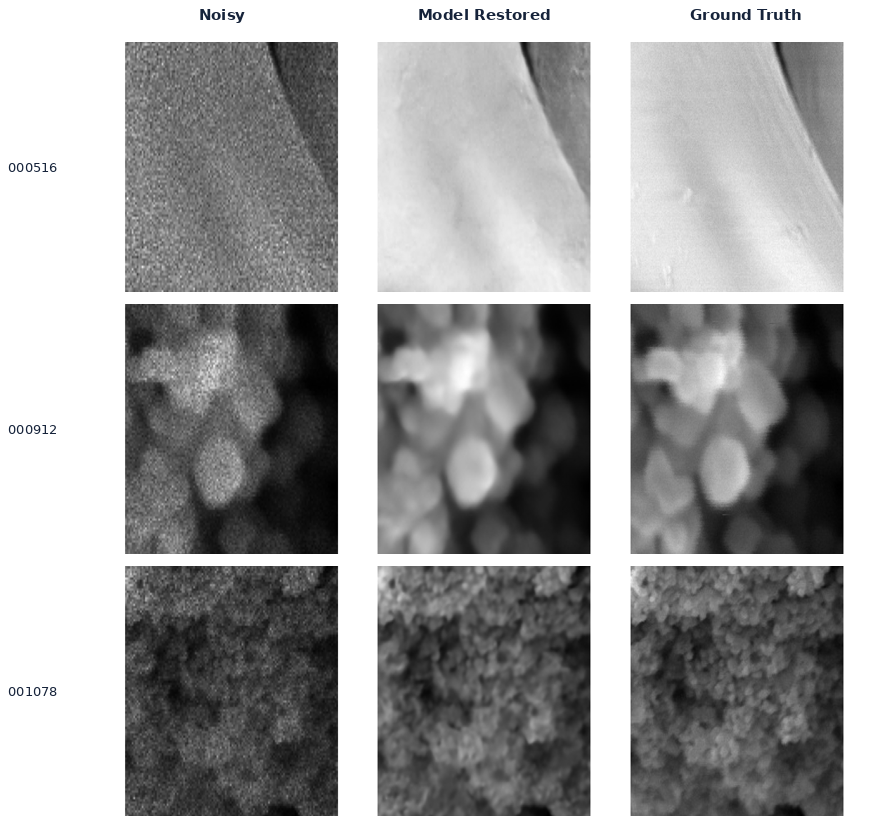 Noisy Model Restored Ground Truth
000516
000912
001078